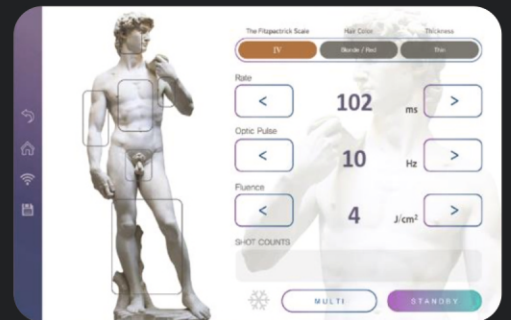 The Fitzpactrick Scale Hair Color Thickness
IV Blonde / Red Thin
Rate
< 102 ms >
Optic Pulse
< 10 Hz >
Fluence
< 4 J/cm² >
SHOT COUNTS
MULTI STANDBY